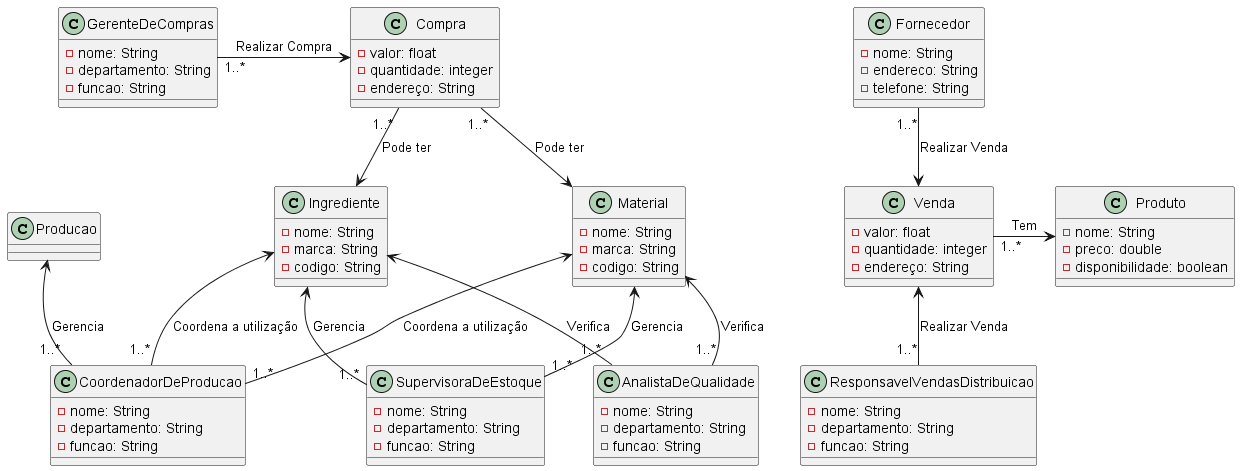 C GerenteDeCompras
nome: String
departamento: String
funcao: String
Realizar Compra
1..*
C Compra
valor: float
quantidade: integer
endereço: String
C Fornecedor
nome: String
endereco: String
telefone: String
1..*
Pode ter
1..*
Pode ter
1..*
Realizar Venda
C Producao
C Ingrediente
nome: String
marca: String
codigo: String
C Material
nome: String
marca: String
codigo: String
C Venda
valor: float
quantidade: integer
endereço: String
Tem
1..*
C Produto
nome: String
preco: double
disponibilidade: boolean
Gerencia
1..*
Coordena a utilização
1..*
Gerencia
1..*
Coordena a utilização
1..*
Verifica
1..*
Gerencia
1..*
Verifica
1..*
Realizar Venda
1..*
C CoordenadorDeProducao
nome: String
departamento: String
funcao: String
C SupervisoraDeEstoque
nome: String
departamento: String
funcao: String
C AnalistaDeQualidade
nome: String
departamento: String
funcao: String
C ResponsavelVendasDistribuicao
nome: String
departamento: String
funcao: String